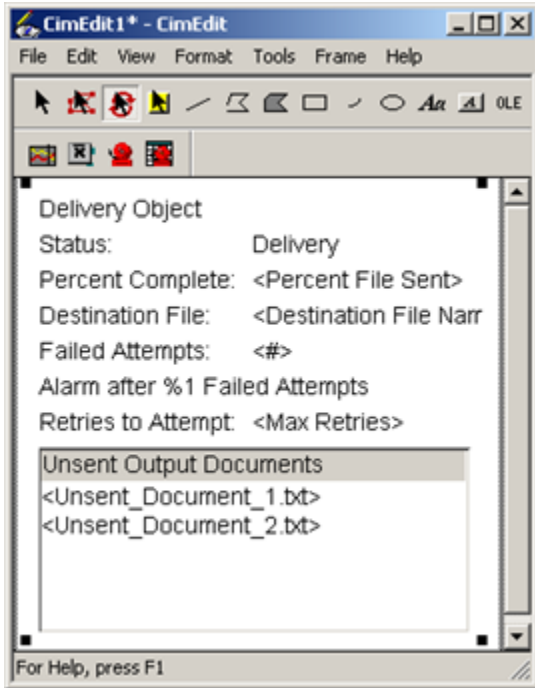 CimEdit1* - CimEdit
File Edit View Format Tools Frame Help
Aa A OLE
Delivery Object
Status: Delivery
Percent Complete: <Percent File Sent>
Destination File: <Destination File Narr
Failed Attempts: <#>
Alarm after %1 Failed Attempts
Retries to Attempt: <Max Retries>
Unsent Output Documents
<Unsent_Document_1.txt>
<Unsent_Document_2.txt>
For Help, press F1